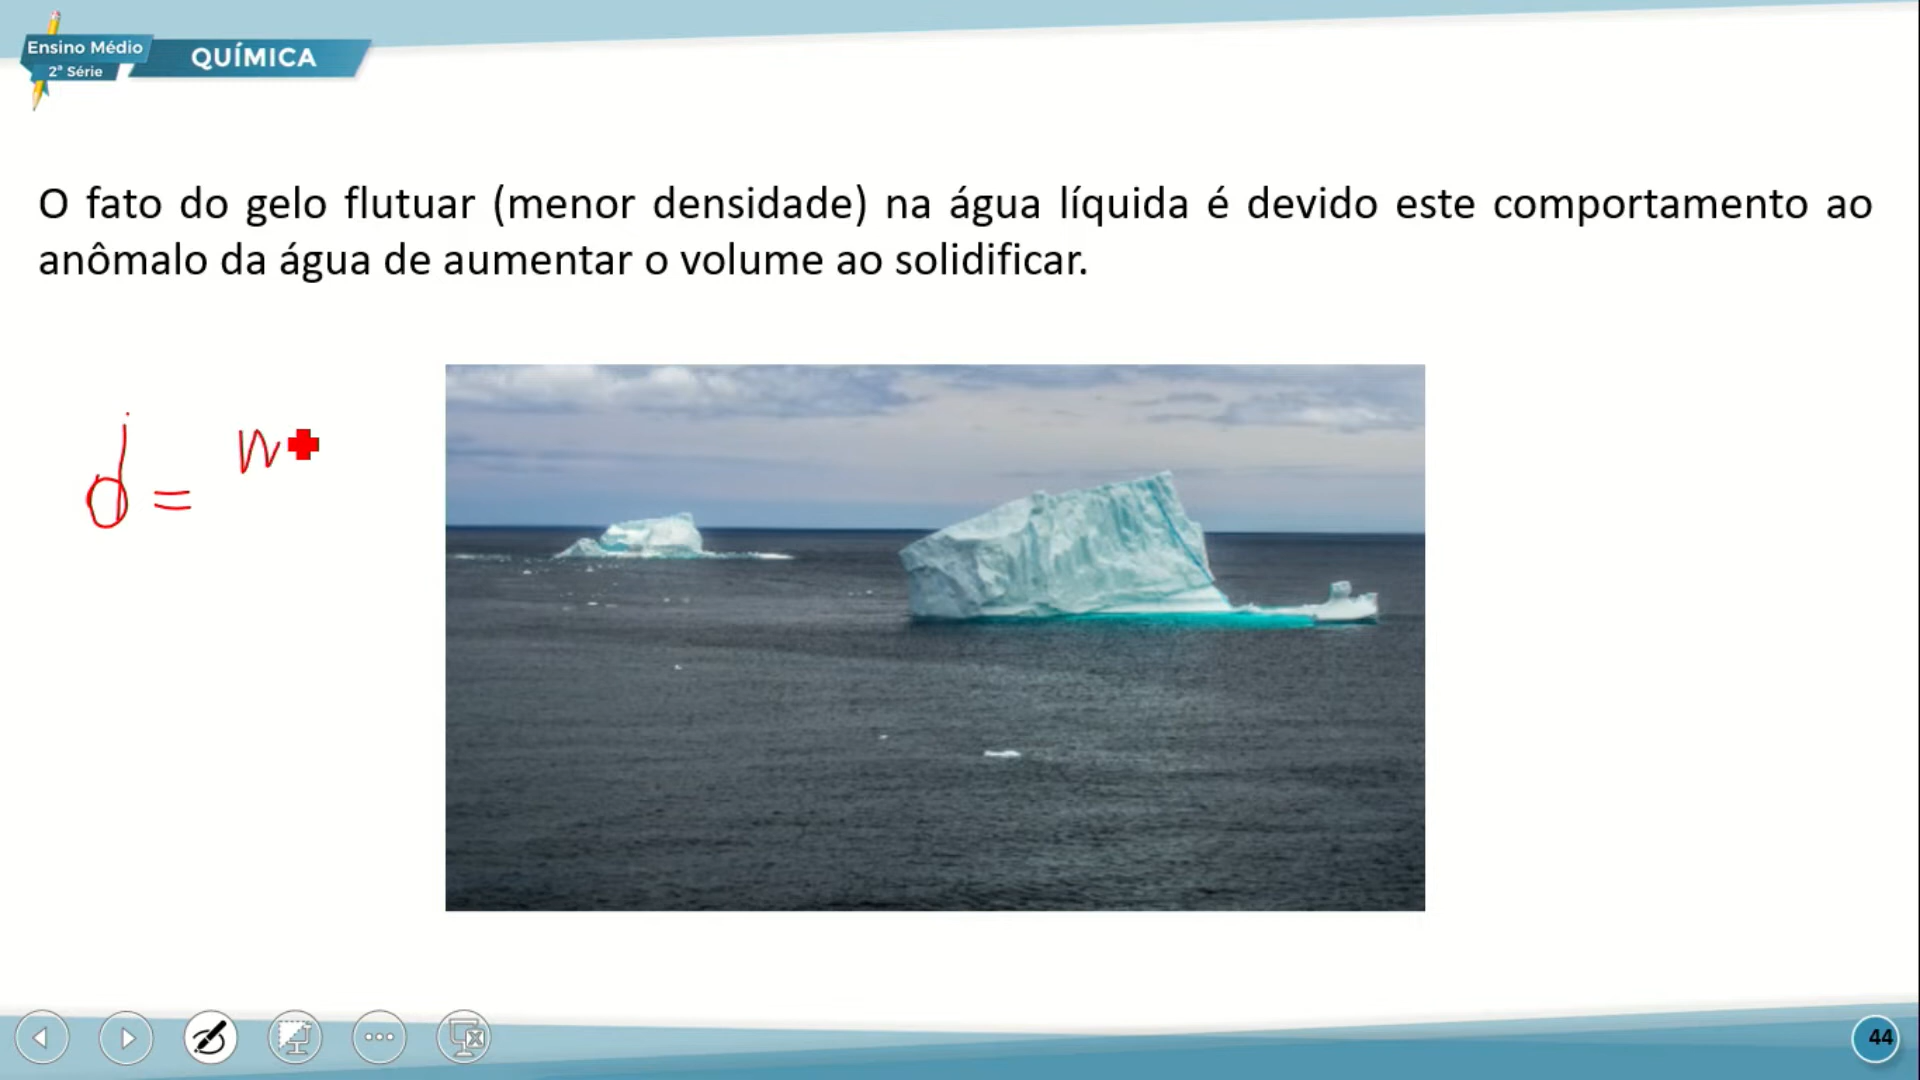 Ensino Médio
2ª Série
QUÍMICA
O fato do gelo flutuar (menor densidade) na água líquida é devido este comportamento ao
anômalo da água de aumentar o volume ao solidificar.
d =
44